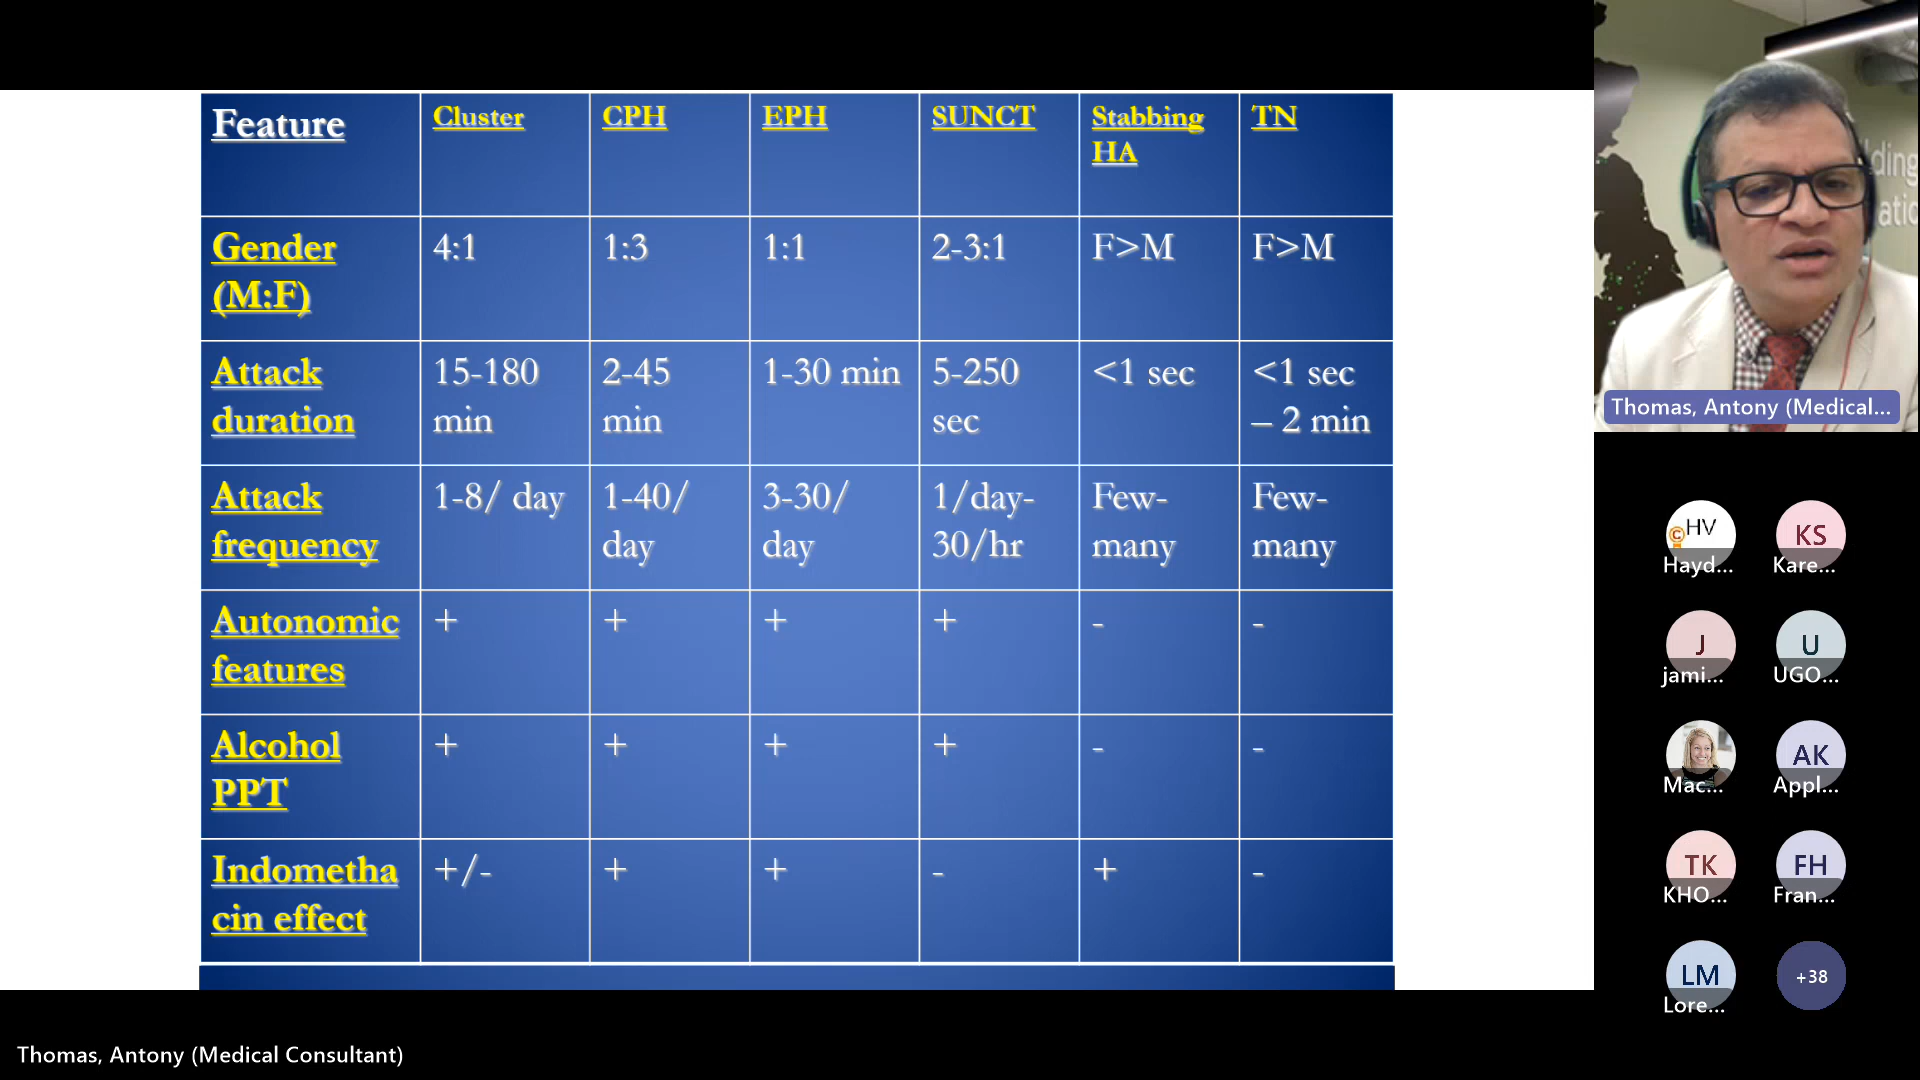 Feature
Cluster
CPH
EPH
SUNCT
Stabbing
HA
TN
Gender
(M:F)
4:1
1:3
1:1
2-3:1
F>M
F>M
Attack
duration
15-180
min
2-45
min
1-30 min
5-250
sec
<1 sec
<1 sec
– 2 min
Attack
frequency
1-8/ day
1-40/
day
3-30/
day
1/day-
30/hr
Few-
many
Few-
many
Autonomic
features
+
+
+
+
-
-
Alcohol
PPT
+
+
+
+
-
-
Indometha
cin effect
+/-
+
+
-
+
-
lding
atio
Thomas, Antony (Medical...
HV
Hayd...
KS
Kare...
J
jami...
U
UGO...
Mac...
AK
Appl...
TK
KHO...
FH
Fran...
LM
Lore...
+38
Thomas, Antony (Medical Consultant)